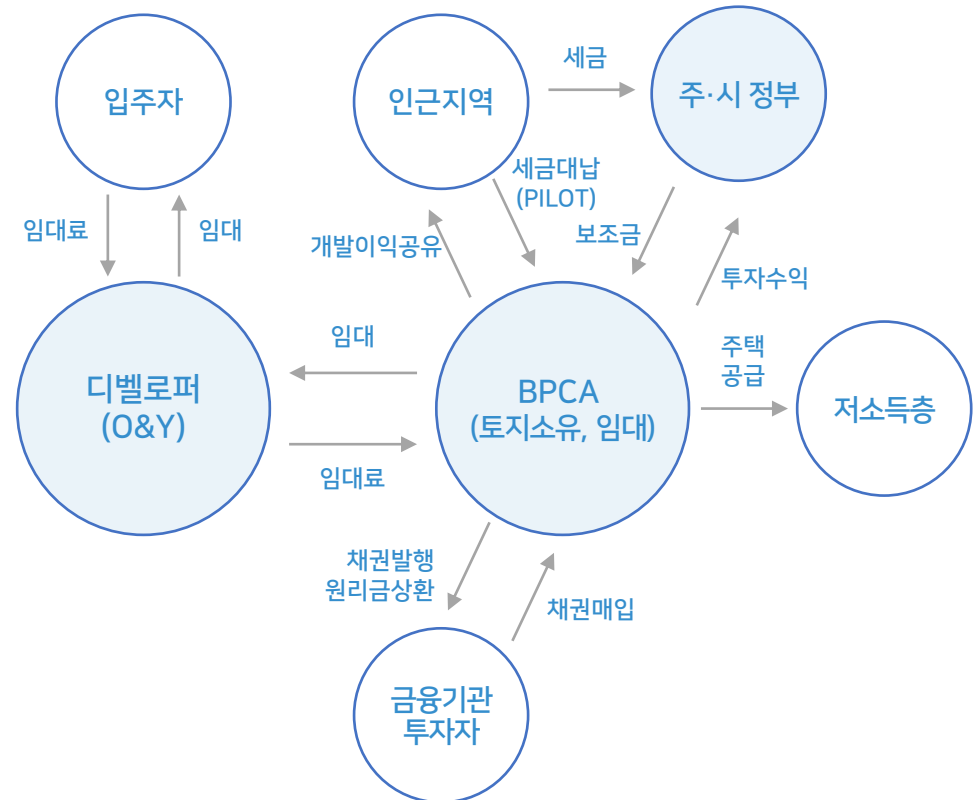 세금
입주자
인근지역
주·시 정부
세금대납
(PILOT)
임대료
임대
개발이익공유
보조금
투자수익
임대
주택
공급
디벨로퍼
(O&Y)
BPCA
(토지소유, 임대)
저소득층
임대료
채권발행
원리금상환
채권매입
금융기관
투자자